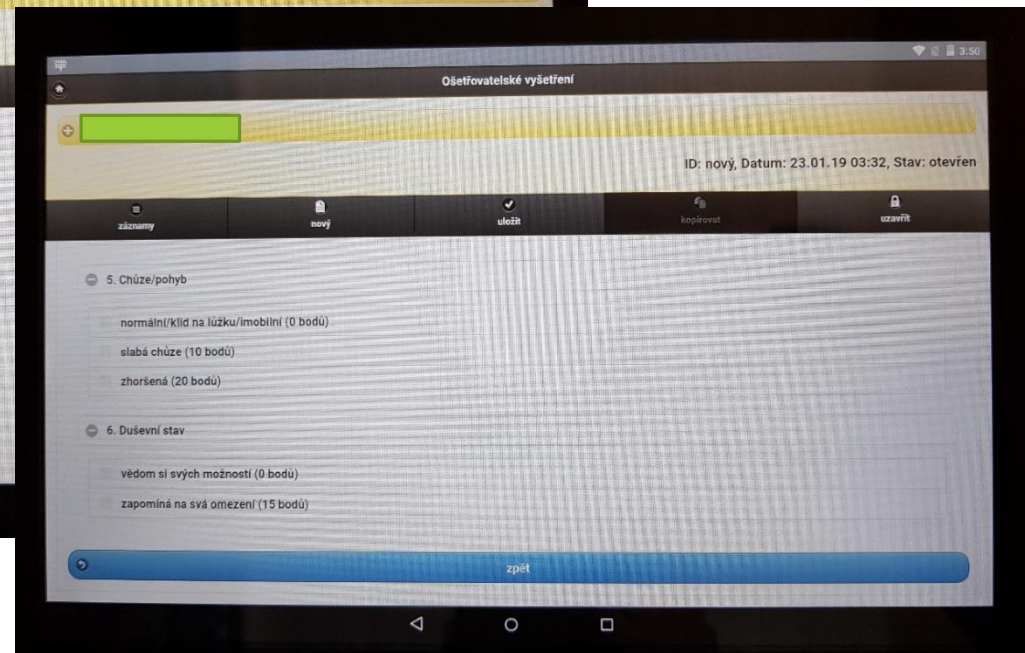 3:50
Ošetřovatelské vyšetření
ID: nový, Datum: 23.01.19 03:32, Stav: otevřen
záznamy
nový
uložit
kopírovat
uzavřít
5. Chůze/pohyb
normální/klid na lůžku/imobilní (0 bodů)
slabá chůze (10 bodů)
zhoršená (20 bodů)
6. Duševní stav
vědom si svých možností (0 bodů)
zapomíná na svá omezení (15 bodů)
zpět